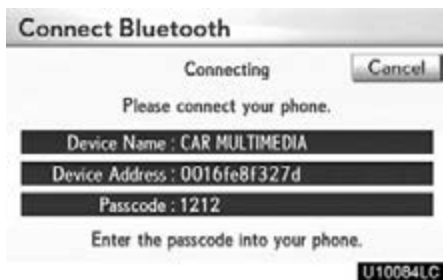 Connect Bluetooth
Connecting
Cancel
Please connect your phone.
Device Name : CAR MULTIMEDIA
Device Address : 0016fe8f327d
Passcode : 1212
Enter the passcode into your phone.
U10084LC